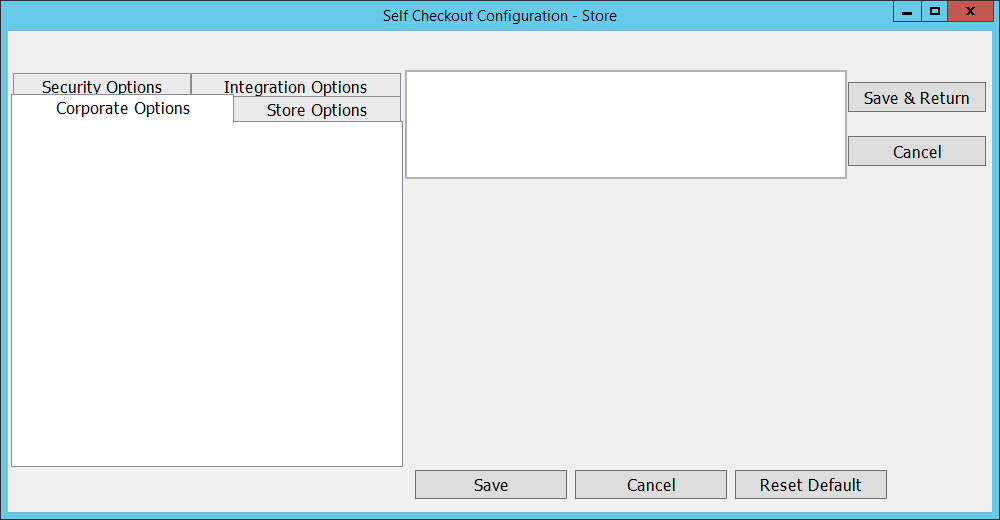 Self Checkout Configuration - Store
Security Options
Integration Options
Corporate Options
Store Options
Save & Return
Cancel
Save
Cancel
Reset Default